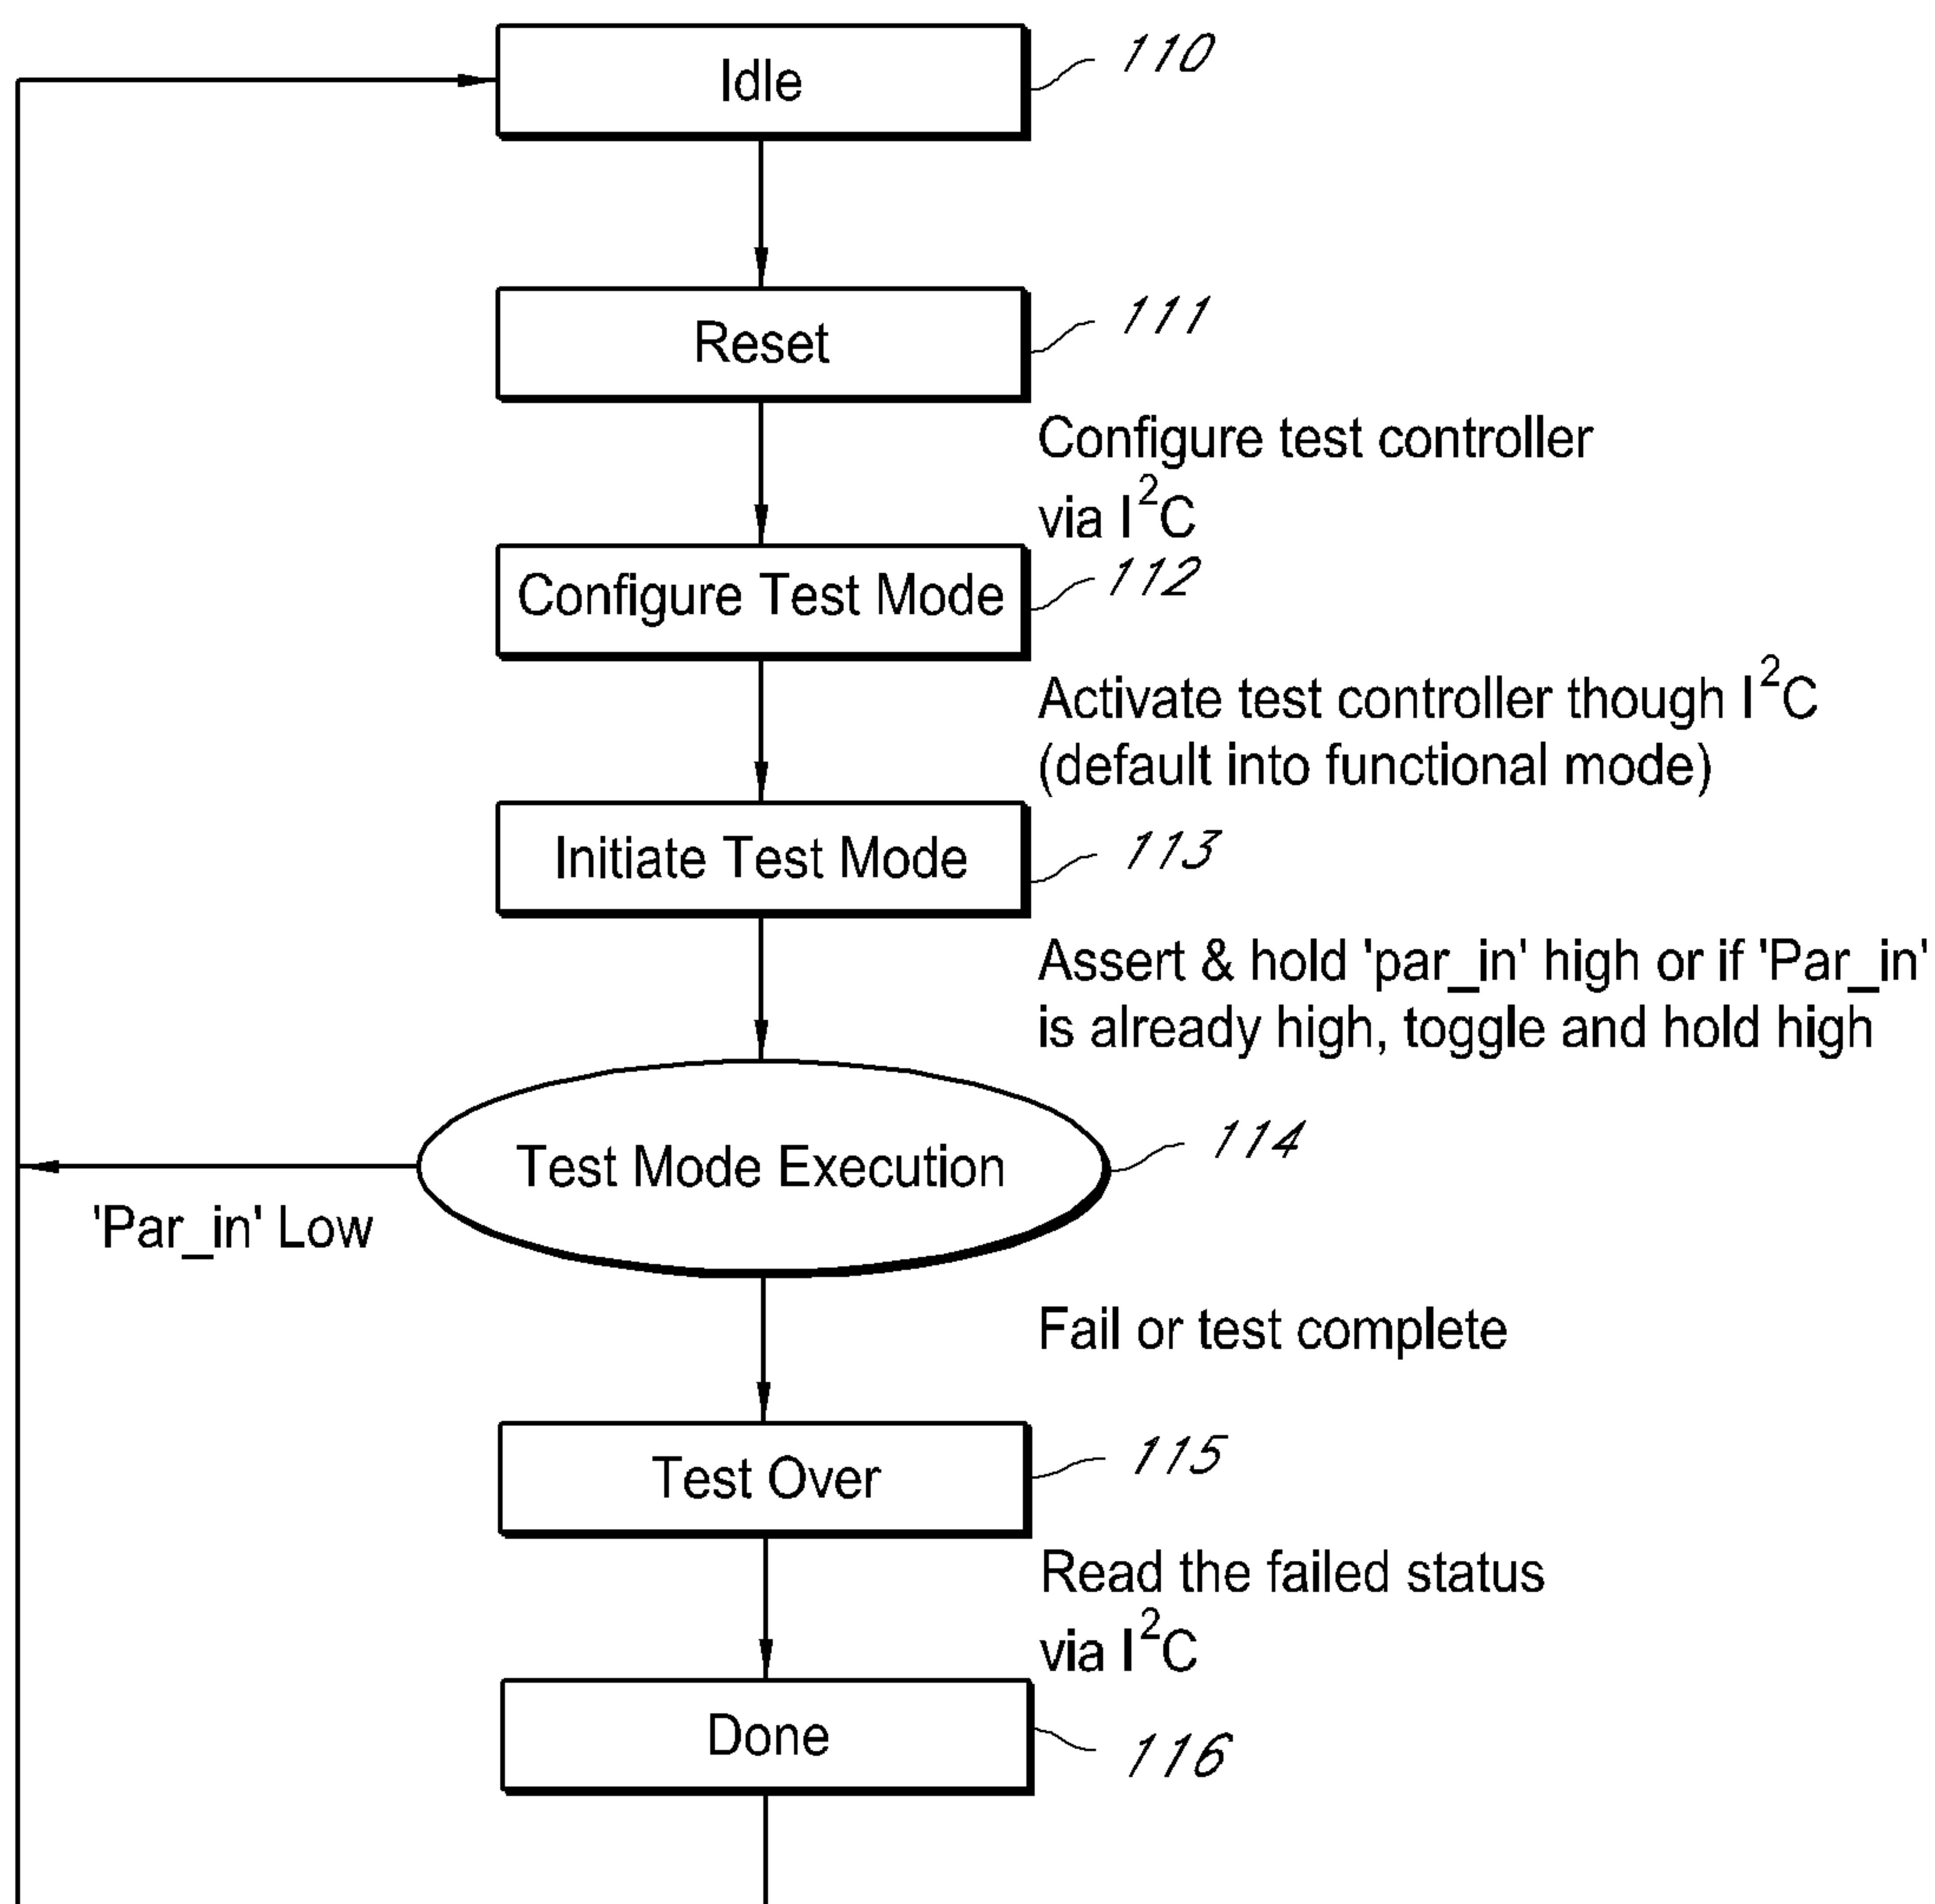 Idle
110
Reset
111
Configure test controller
via I²C
Configure Test Mode
112
Activate test controller though I²C
(default into functional mode)
Initiate Test Mode
113
Assert & hold 'par_in' high or if 'Par_in'
is already high, toggle and hold high
Test Mode Execution
114
'Par_in' Low
Fail or test complete
Test Over
115
Read the failed status
via I²C
Done
116